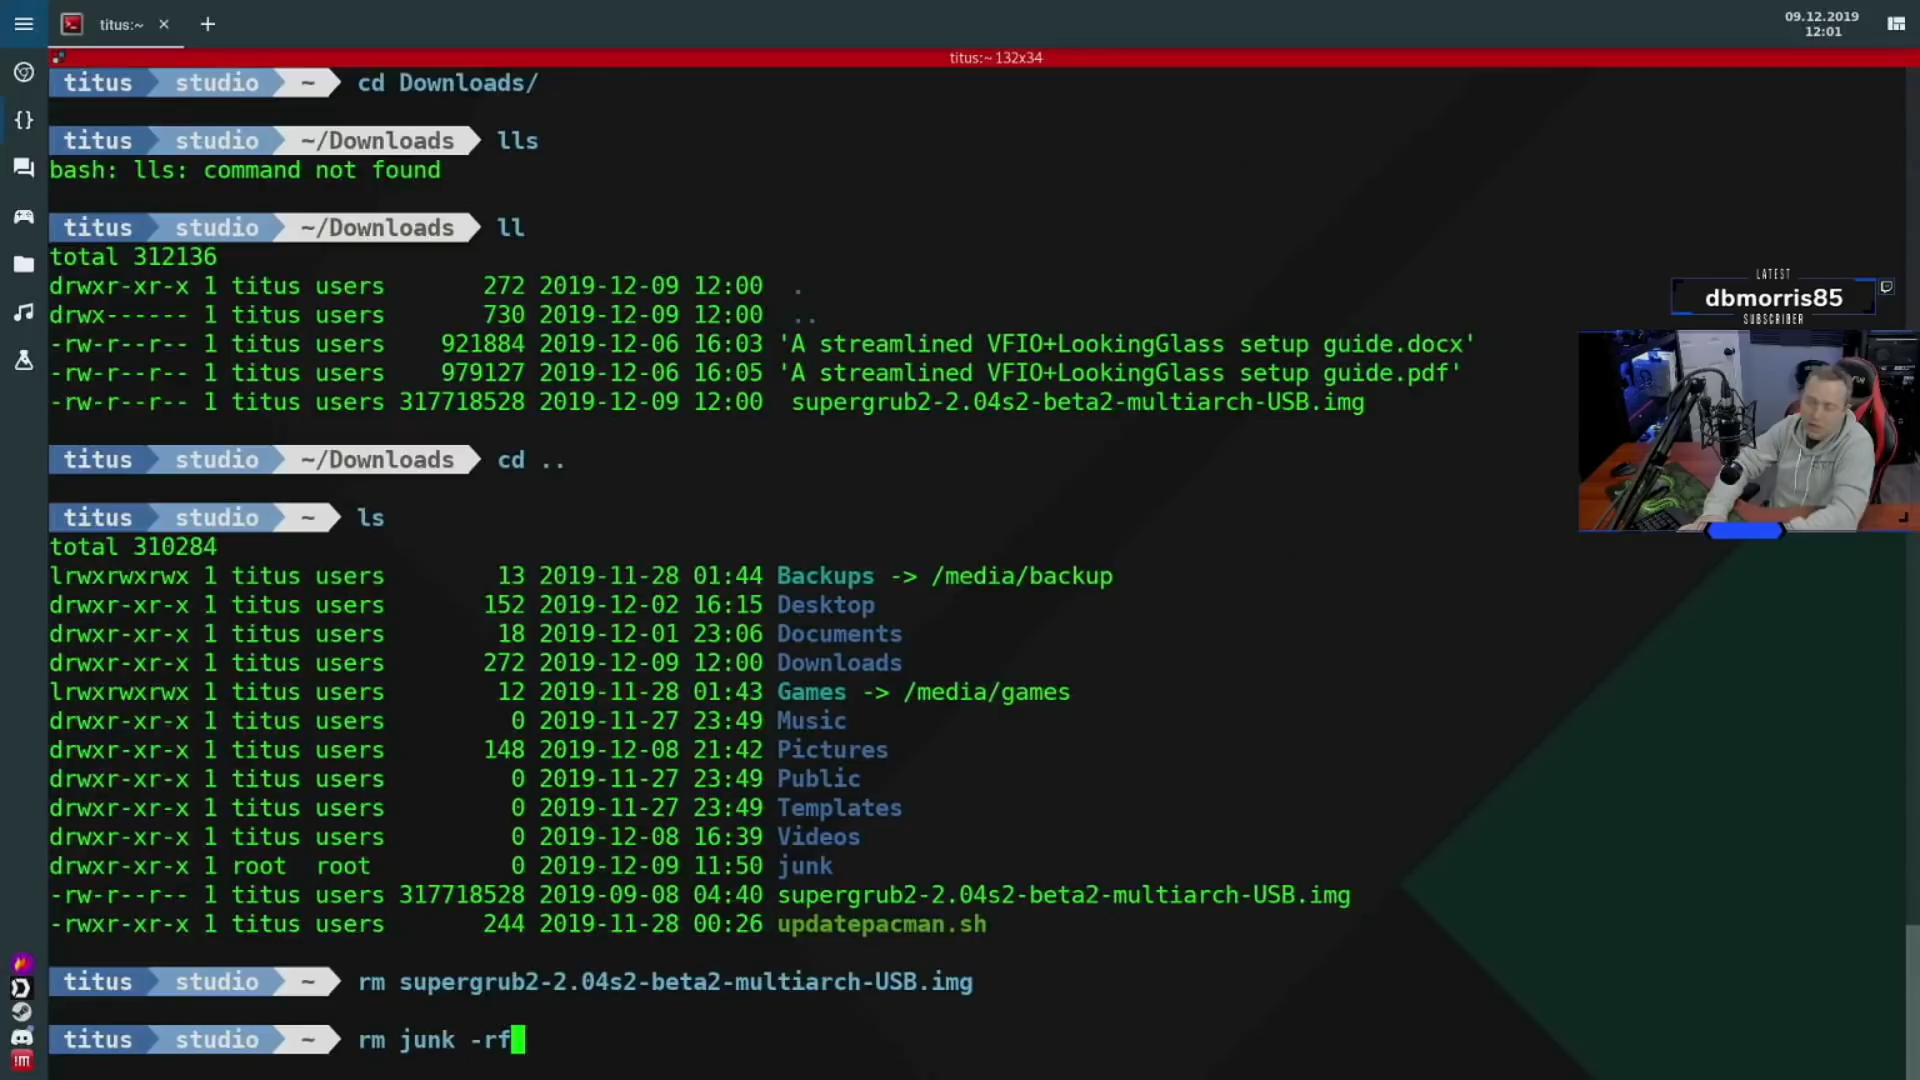 titus:~
09.12.2019
12:01
titus:~ 132x34
titus studio ~ cd Downloads/
titus studio ~/Downloads lls
bash: lls: command not found
titus studio ~/Downloads ll
total 312136
drwxr-xr-x 1 titus users 272 2019-12-09 12:00 .
drwx------ 1 titus users 730 2019-12-09 12:00 ..
-rw-r--r-- 1 titus users 921884 2019-12-06 16:03 'A streamlined VFIO+LookingGlass setup guide.docx'
-rw-r--r-- 1 titus users 979127 2019-12-06 16:05 'A streamlined VFIO+LookingGlass setup guide.pdf'
-rw-r--r-- 1 titus users 317718528 2019-12-09 12:00 supergrub2-2.04s2-beta2-multiarch-USB.img
LATEST
dbmorris85
SUBSCRIBER
titus studio ~/Downloads cd ..
titus studio ~ ls
total 310284
lrwxrwxrwx 1 titus users 13 2019-11-28 01:44 Backups -> /media/backup
drwxr-xr-x 1 titus users 152 2019-12-02 16:15 Desktop
drwxr-xr-x 1 titus users 18 2019-12-01 23:06 Documents
drwxr-xr-x 1 titus users 272 2019-12-09 12:00 Downloads
lrwxrwxrwx 1 titus users 12 2019-11-28 01:43 Games -> /media/games
drwxr-xr-x 1 titus users 0 2019-11-27 23:49 Music
drwxr-xr-x 1 titus users 148 2019-12-08 21:42 Pictures
drwxr-xr-x 1 titus users 0 2019-11-27 23:49 Public
drwxr-xr-x 1 titus users 0 2019-11-27 23:49 Templates
drwxr-xr-x 1 titus users 0 2019-12-08 16:39 Videos
drwxr-xr-x 1 root root 0 2019-12-09 11:50 junk
-rw-r--r-- 1 titus users 317718528 2019-09-08 04:40 supergrub2-2.04s2-beta2-multiarch-USB.img
-rwxr-xr-x 1 titus users 244 2019-11-28 00:26 updatepacman.sh
titus studio ~ rm supergrub2-2.04s2-beta2-multiarch-USB.img
titus studio ~ rm junk -rf
!m